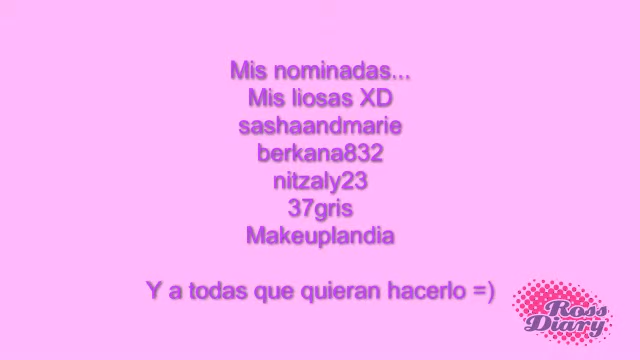 Mis nominadas...
Mis liosas XD
sashaandmarie
berkana832
nitzaly23
37gris
Makeuplandia
Y a todas que quieran hacerlo =)
Ross
Diary